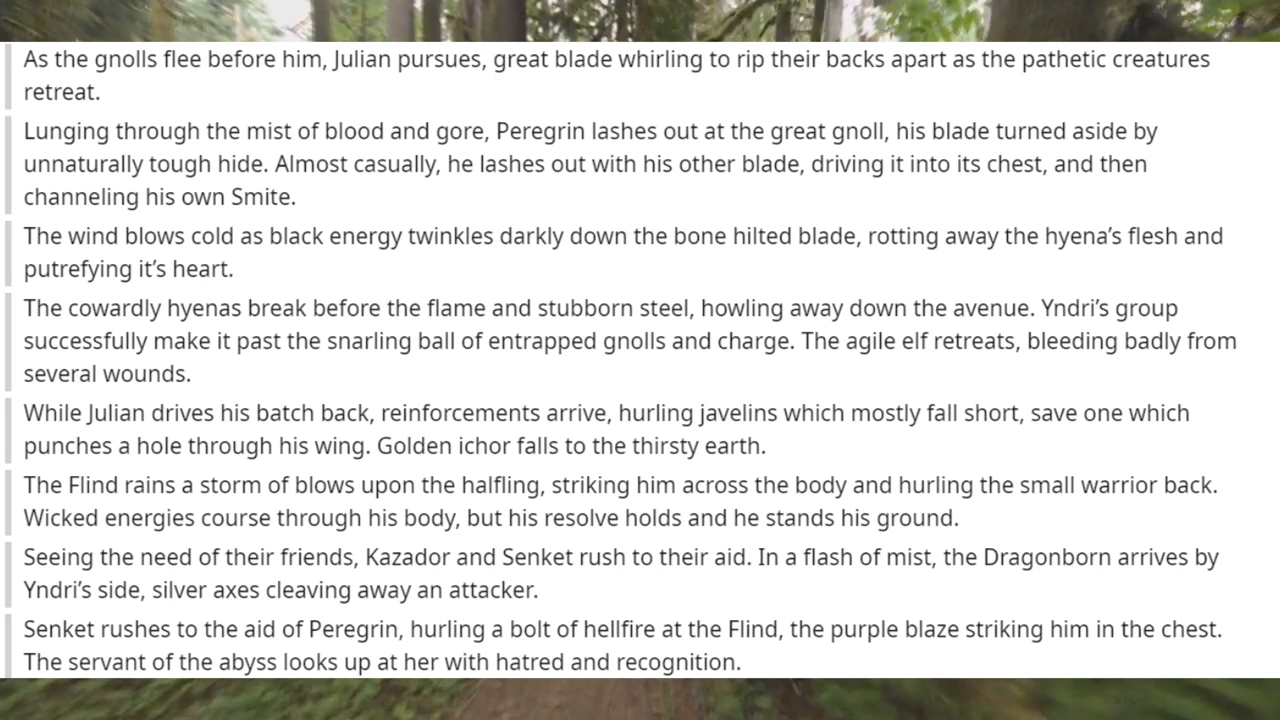 As the gnolls flee before him, Julian pursues, great blade whirling to rip their backs apart as the pathetic creatures
retreat.
Lunging through the mist of blood and gore, Peregrin lashes out at the great gnoll, his blade turned aside by
unnaturally tough hide. Almost casually, he lashes out with his other blade, driving it into its chest, and then
channeling his own Smite.
The wind blows cold as black energy twinkles darkly down the bone hilted blade, rotting away the hyena’s flesh and
putrefying it’s heart.
The cowardly hyenas break before the flame and stubborn steel, howling away down the avenue. Yndri’s group
successfully make it past the snarling ball of entrapped gnolls and charge. The agile elf retreats, bleeding badly from
several wounds.
While Julian drives his batch back, reinforcements arrive, hurling javelins which mostly fall short, save one which
punches a hole through his wing. Golden ichor falls to the thirsty earth.
The Flind rains a storm of blows upon the halfling, striking him across the body and hurling the small warrior back.
Wicked energies course through his body, but his resolve holds and he stands his ground.
Seeing the need of their friends, Kazador and Senket rush to their aid. In a flash of mist, the Dragonborn arrives by
Yndri’s side, silver axes cleaving away an attacker.
Senket rushes to the aid of Peregrin, hurling a bolt of hellfire at the Flind, the purple blaze striking him in the chest.
The servant of the abyss looks up at her with hatred and recognition.